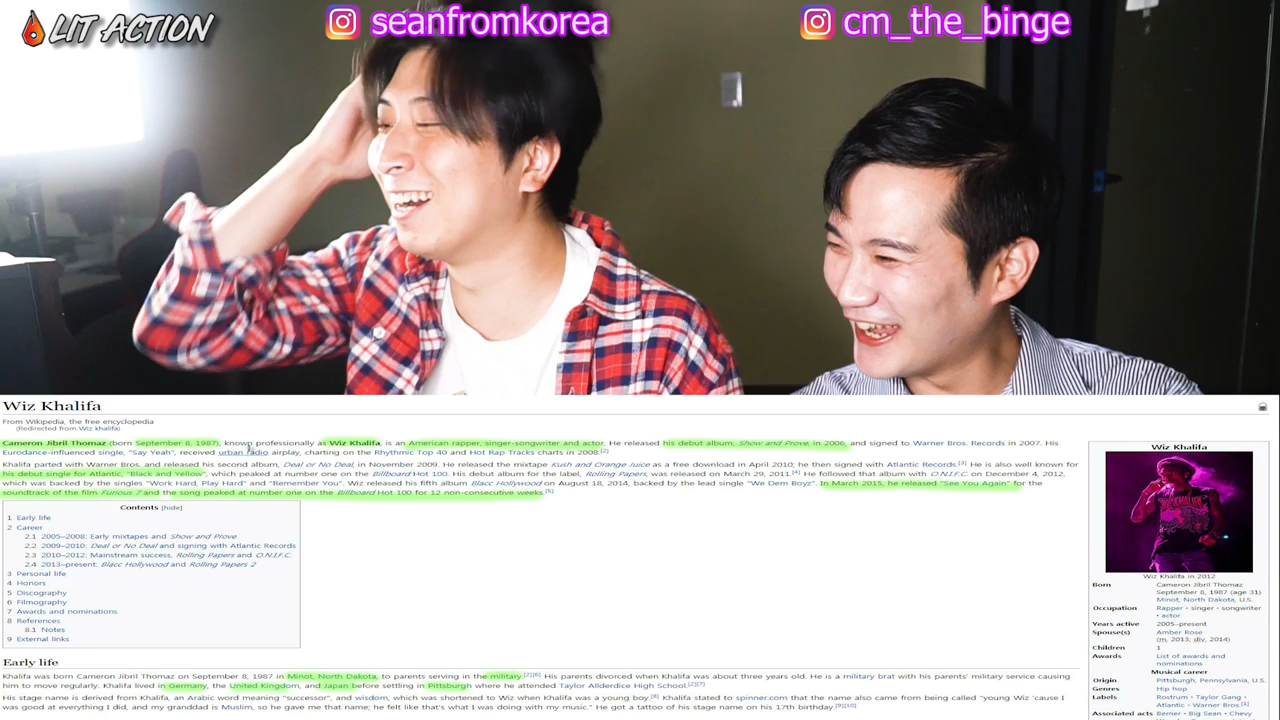 LIT ACTION
seanfromkorea
cm_the_binge
Wiz Khalifa
From Wikipedia, the free encyclopedia
(Redirected from Wiz khalifa)
Cameron Jibril Thomaz (born September 8, 1987), known professionally as Wiz Khalifa, is an American rapper, singer-songwriter and actor. He released his debut album, Show and Prove, in 2006, and signed to Warner Bros. Records in 2007. His
Eurodance-influenced single, "Say Yeah", received urban radio airplay, charting on the Rhythmic Top 40 and Hot Rap Tracks charts in 2008.[2]
Khalifa parted with Warner Bros. and released his second album, Deal or No Deal, in November 2009. He released the mixtape Kush and Orange Juice as a free download in April 2010; he then signed with Atlantic Records.[3] He is also well known for
his debut single for Atlantic, "Black and Yellow", which peaked at number one on the Billboard Hot 100. His debut album for the label, Rolling Papers, was released on March 29, 2011.[4] He followed that album with O.N.I.F.C. on December 4, 2012,
which was backed by the singles "Work Hard, Play Hard" and "Remember You". Wiz released his fifth album Blacc Hollywood on August 18, 2014, backed by the lead single "We Dem Boyz". In March 2015, he released "See You Again" for the
soundtrack of the film Furious 7 and the song peaked at number one on the Billboard Hot 100 for 12 non-consecutive weeks.[5]
Contents [hide]
1 Early life
2 Career
2.1 2005–2008: Early mixtapes and Show and Prove
2.2 2009–2010: Deal or No Deal and signing with Atlantic Records
2.3 2010–2012: Mainstream success, Rolling Papers and O.N.I.F.C.
2.4 2013–present: Blacc Hollywood and Rolling Papers 2
3 Personal life
4 Honors
5 Discography
6 Filmography
7 Awards and nominations
8 References
8.1 Notes
9 External links
Early life
Khalifa was born Cameron Jibril Thomaz on September 8, 1987 in Minot, North Dakota, to parents serving in the military.[2][6] His parents divorced when Khalifa was about three years old. He is a military brat with his parents' military service causing
him to move regularly. Khalifa lived in Germany, the United Kingdom, and Japan before settling in Pittsburgh where he attended Taylor Allderdice High School.[2][7]
His stage name is derived from Khalifa, an Arabic word meaning "successor", and wisdom, which was shortened to Wiz when Khalifa was a young boy.[8] Khalifa stated to spinner.com that the name also came from being called "young Wiz 'cause I
was good at everything I did, and my granddad is Muslim, so he gave me that name; he felt like that's what I was doing with my music." He got a tattoo of his stage name on his 17th birthday.[9][10]
Wiz Khalifa
Wiz Khalifa in 2012
Born Cameron Jibril Thomaz
September 8, 1987 (age 31)
Minot, North Dakota, U.S.
Occupation Rapper • singer • songwriter
• actor
Years active 2005–present
Spouse(s) Amber Rose
(m. 2013; div. 2014)
Children 1
Awards List of awards and
nominations
Musical career
Origin Pittsburgh, Pennsylvania, U.S.
Genres Hip hop
Labels Rostrum • Taylor Gang •
Atlantic • Warner Bros.[1]
Associated acts Berner • Big Sean • Chevy